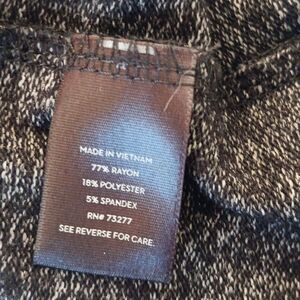 MADE IN VIETNAM
77% RAYON
18% POLYESTER
5% SPANDEX
RN# 73277
SEE REVERSE FOR CARE.